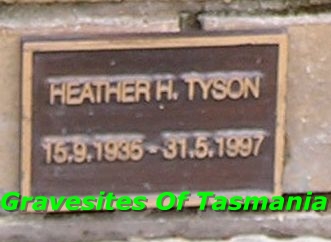 HEATHER H. TYSON
15.9.1935 - 31.5.1997
Gravesites Of Tasmania